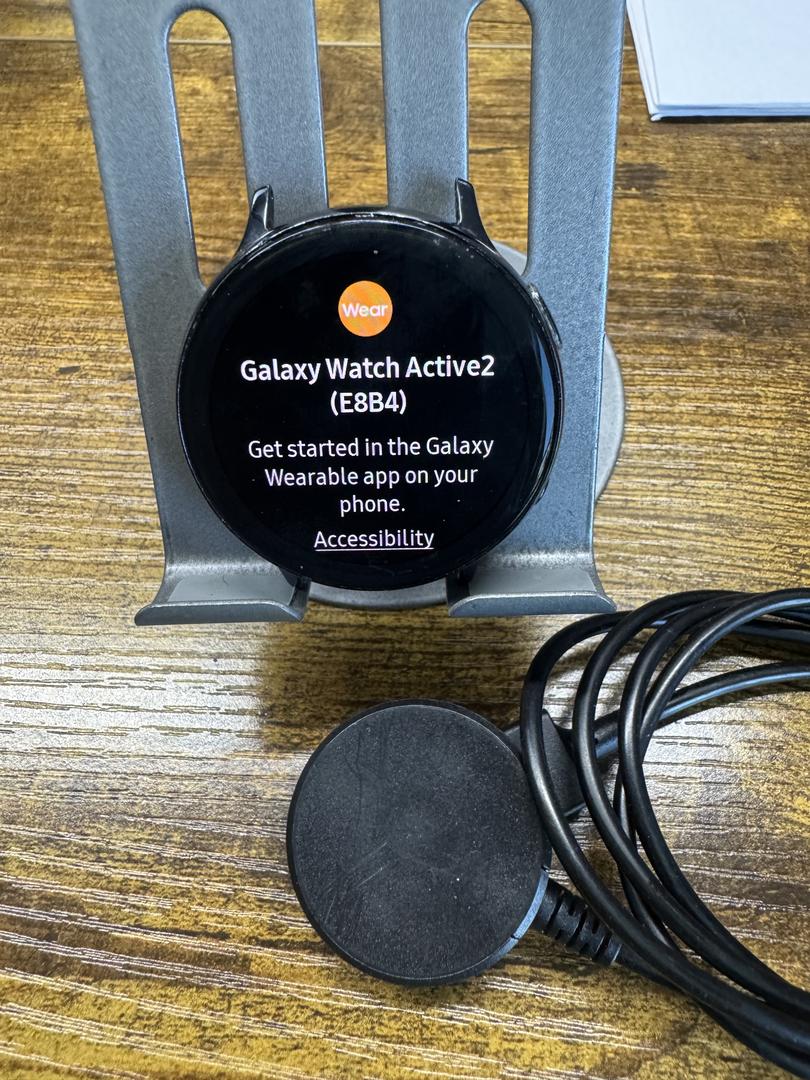 Wear
Galaxy Watch Active2
(E8B4)
Get started in the Galaxy
Wearable app on your
phone.
Accessibility